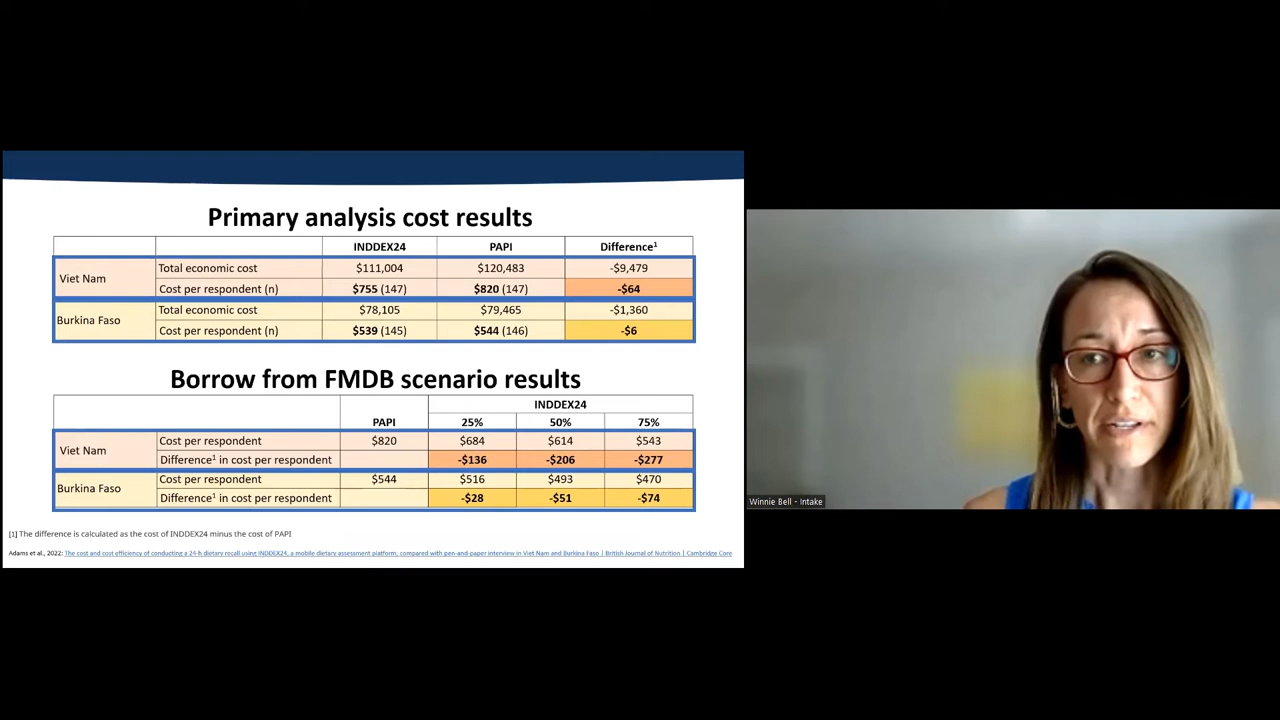 Primary analysis cost results
INDDEX24 PAPI Difference¹
Viet Nam Total economic cost $111,004 $120,483 -$9,479
Cost per respondent (n) $755 (147) $820 (147) -$64
Burkina Faso Total economic cost $78,105 $79,465 -$1,360
Cost per respondent (n) $539 (145) $544 (146) -$6
Borrow from FMDB scenario results
INDDEX24
PAPI 25% 50% 75%
Viet Nam Cost per respondent $820 $684 $614 $543
Difference¹ in cost per respondent -$136 -$206 -$277
Burkina Faso Cost per respondent $544 $516 $493 $470
Difference¹ in cost per respondent -$28 -$51 -$74
[1] The difference is calculated as the cost of INDDEX24 minus the cost of PAPI
Adams et al., 2022: The cost and cost efficiency of conducting a 24-h dietary recall using INDDEX24, a mobile dietary assessment platform, compared with pen-and-paper interview in Viet Nam and Burkina Faso | British Journal of Nutrition | Cambridge Core
Winnie Bell - Intake